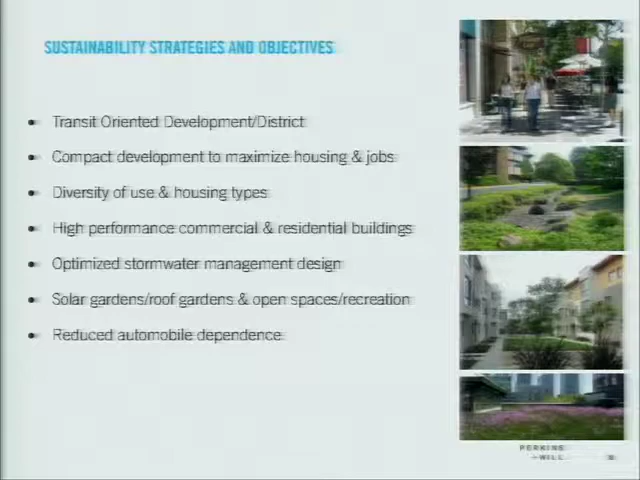 SUSTAINABILITY STRATEGIES AND OBJECTIVES
• Transit Oriented Development/District
• Compact development to maximize housing & jobs
• Diversity of use & housing types
• High performance commercial & residential buildings
• Optimized stormwater management design
• Solar gardens/roof gardens & open spaces/recreation
• Reduced automobile dependence
PERKINS
+WILL